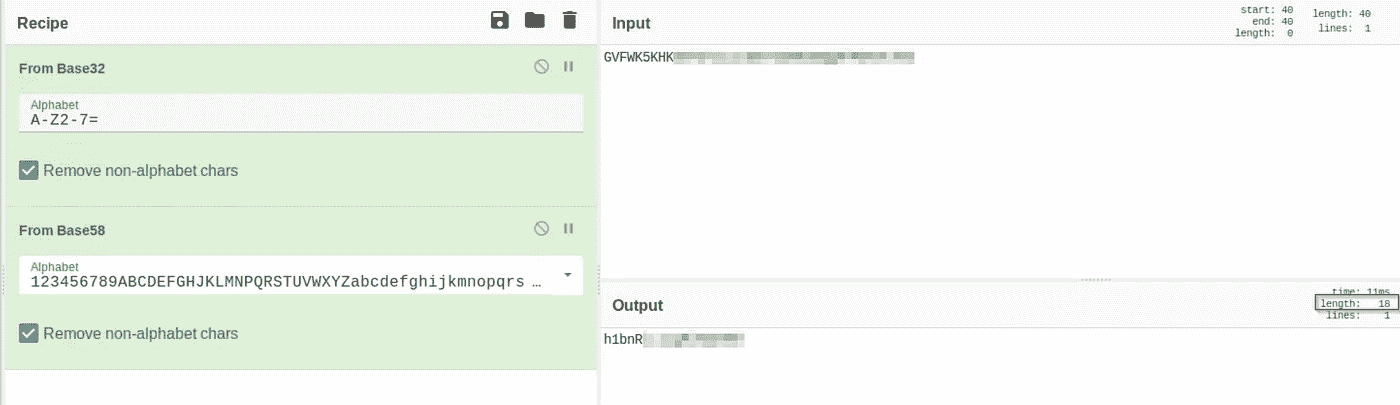 Recipe
From Base32
Alphabet
A-Z2-7=
Remove non-alphabet chars
From Base58
Alphabet
123456789ABCDEFGHJKLMNPQRSTUVWXYZabcdefghijkmnopqrs …
Remove non-alphabet chars
Input
start: 40
end: 40
length: 0
length: 40
lines: 1
GVFWK5KHK
Output
time: 11ms
length: 18
lines: 1
h1bnR